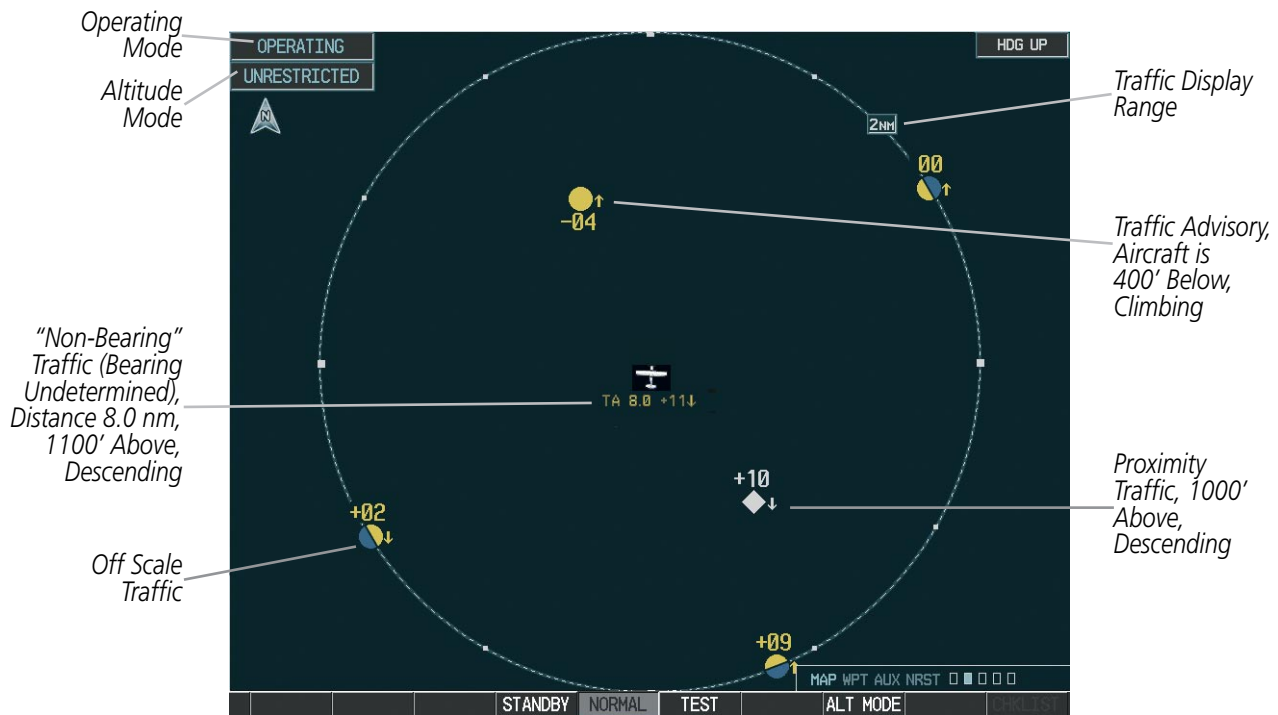 Operating
Mode
Altitude
Mode
OPERATING
UNRESTRICTED
N
HDG UP
2NM
Traffic Display
Range
00
↑
↑
-04
Traffic Advisory,
Aircraft is
400’ Below,
Climbing
“Non-Bearing”
Traffic (Bearing
Undetermined),
Distance 8.0 nm,
1100’ Above,
Descending
TA 8.0 +11↓
+10
↓
Proximity
Traffic, 1000’
Above,
Descending
+02
↓
Off Scale
Traffic
+09
↑
MAP WPT AUX NRST
STANDBY NORMAL TEST ALT MODE CHKLIST